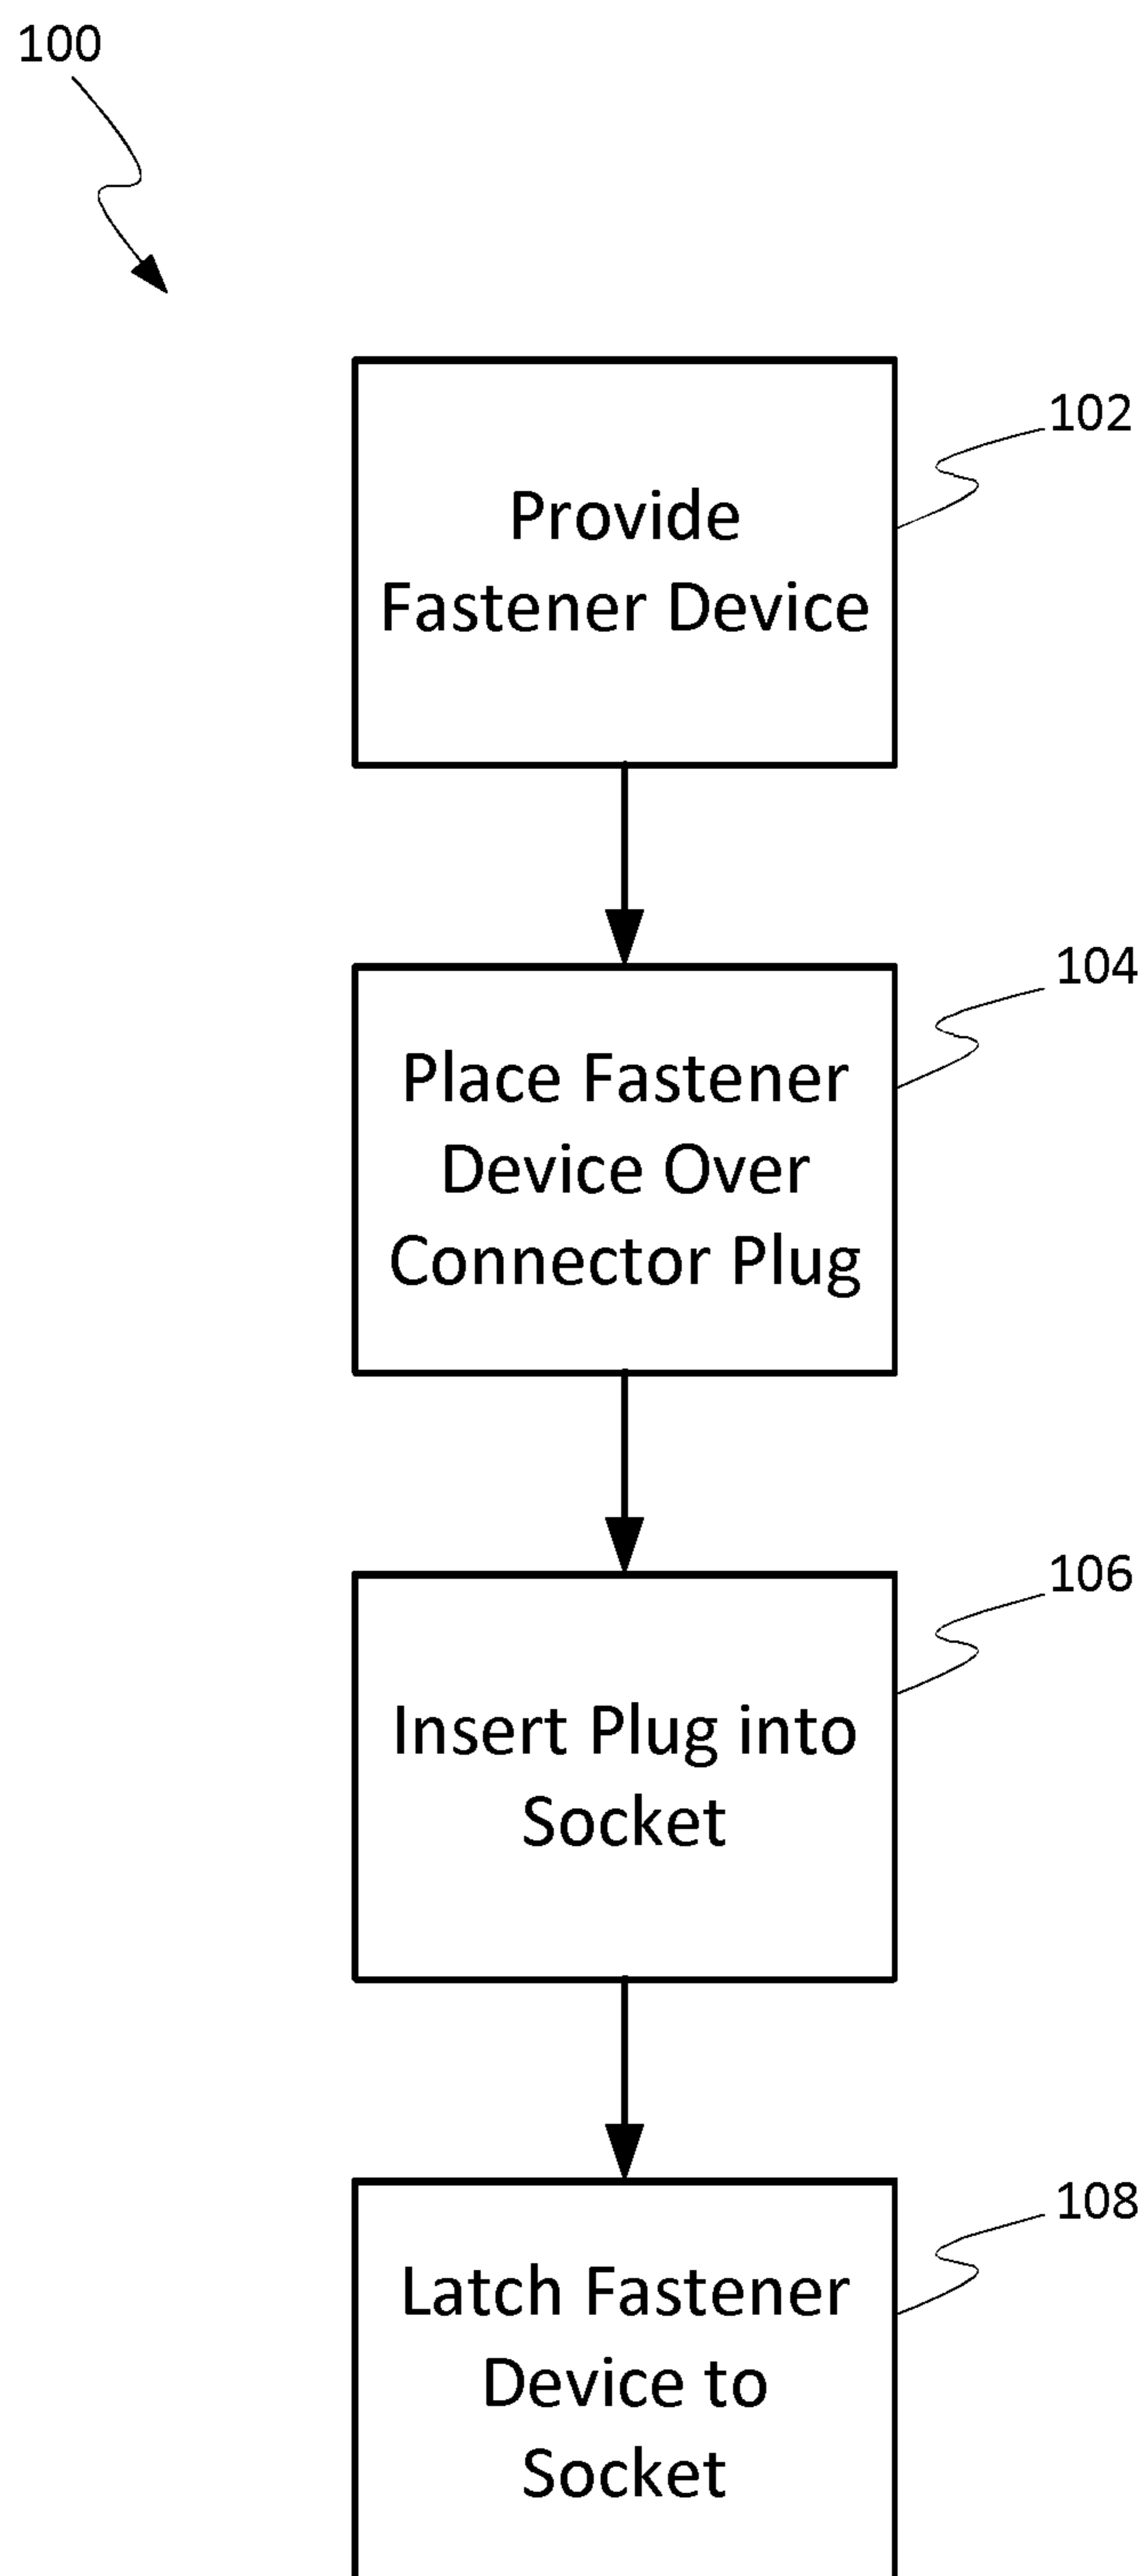 100
102
Provide
Fastener Device
104
Place Fastener
Device Over
Connector Plug
106
Insert Plug into
Socket
108
Latch Fastener
Device to
Socket